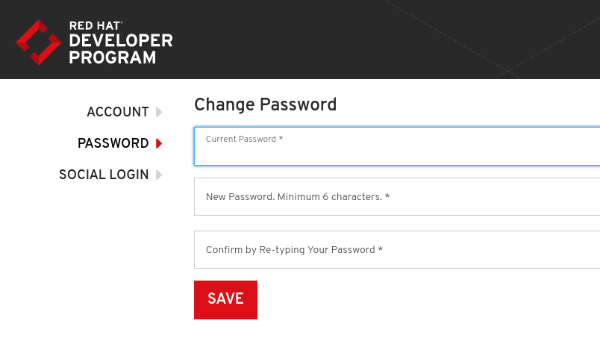 RED HAT
DEVELOPER
PROGRAM
ACCOUNT
PASSWORD
SOCIAL LOGIN
Change Password
Current Password *
New Password. Minimum 6 characters. *
Confirm by Re-typing Your Password *
SAVE